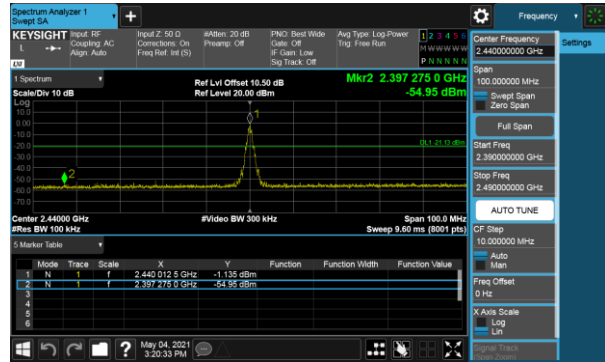 Spectrum Analyzer 1
Swept SA
Frequency
KEYSIGHT
Input: RF
Coupling: AC
Align: Auto
Input Z: 50 Ω
Corrections: On
Freq Ref: Int (S)
#Atten: 20 dB
Preamp: Off
PNO: Best Wide
Gate: Off
IF Gain: Low
Sig Track: Off
Avg Type: Log-Power
Trig: Free Run
1 2 3 4 5 6
M W W W W W
P N N N N N
L
1 Spectrum
Scale/Div 10 dB
Log
Ref Lvl Offset 10.50 dB
Ref Level 20.00 dBm
Mkr2 2.397 275 0 GHz
-54.95 dBm
10.0
0.00
-10.0
-20.0
-30.0
-40.0
-50.0
-60.0
-70.0
1
2
DL1 -21.13 dBm
Center 2.44000 GHz
#Res BW 100 kHz
#Video BW 300 kHz
Span 100.0 MHz
Sweep 9.60 ms (8001 pts)
5 Marker Table
Mode Trace Scale X Y Function Function Width Function Value
1 N 1 f 2.440 012 5 GHz -1.135 dBm
2 N 1 f 2.397 275 0 GHz -54.95 dBm
3
4
5
6
May 04, 2021
3:20:33 PM
?
Center Frequency
2.440000000 GHz
Settings
Span
100.000000 MHz
Swept Span
Zero Span
Full Span
Start Freq
2.390000000 GHz
Stop Freq
2.490000000 GHz
AUTO TUNE
CF Step
10.000000 MHz
Auto
Man
Freq Offset
0 Hz
X Axis Scale
Log
Lin
Signal Track
(Span Zoom)